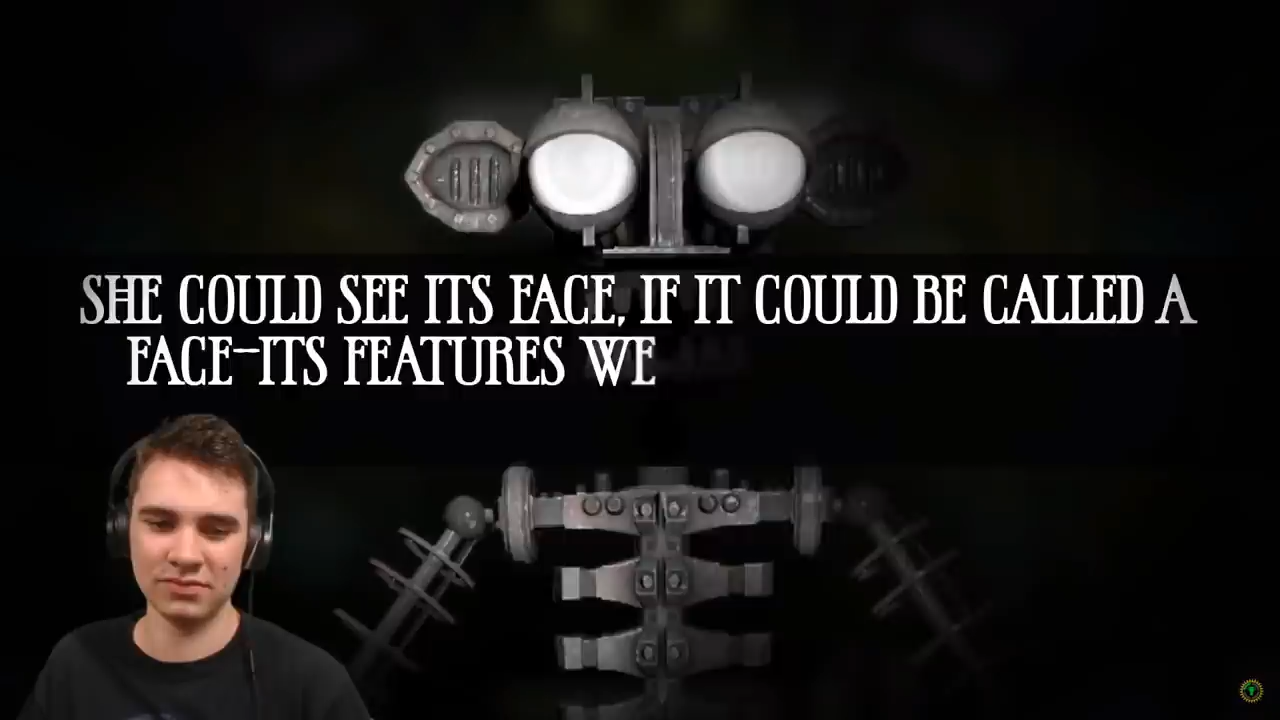 SHE COULD SEE ITS FACE, IF IT COULD BE CALLED A
FACE—ITS FEATURES WE